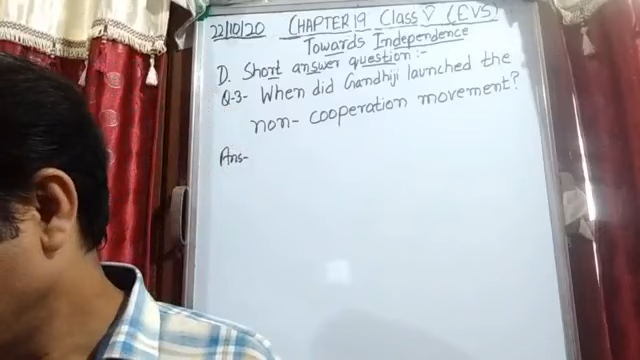 22/10/20 CHAPTER 19 Class V (EVS)
Towards Independence
D. Short answer question :-
Q-3- When did Gandhiji launched the
non-cooperation movement?
Ans-